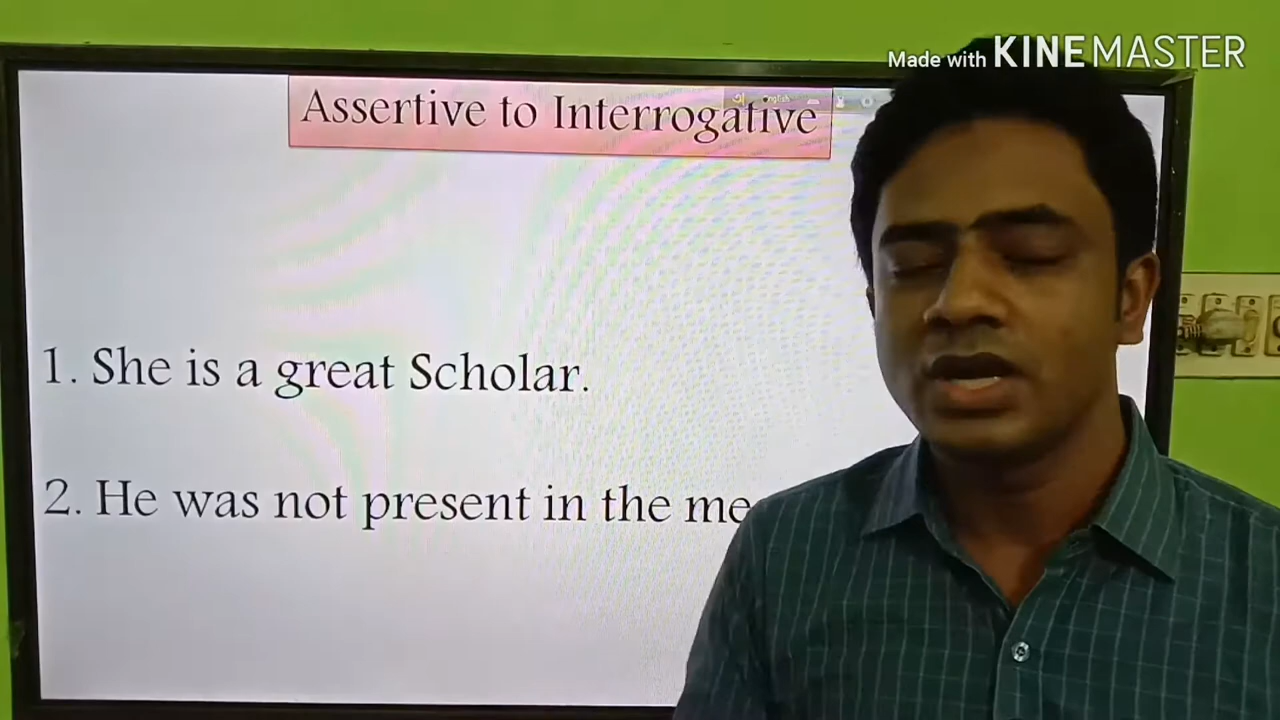 Made with KINEMASTER
Assertive to Interrogative
English
1. She is a great Scholar.
2. He was not present in the me